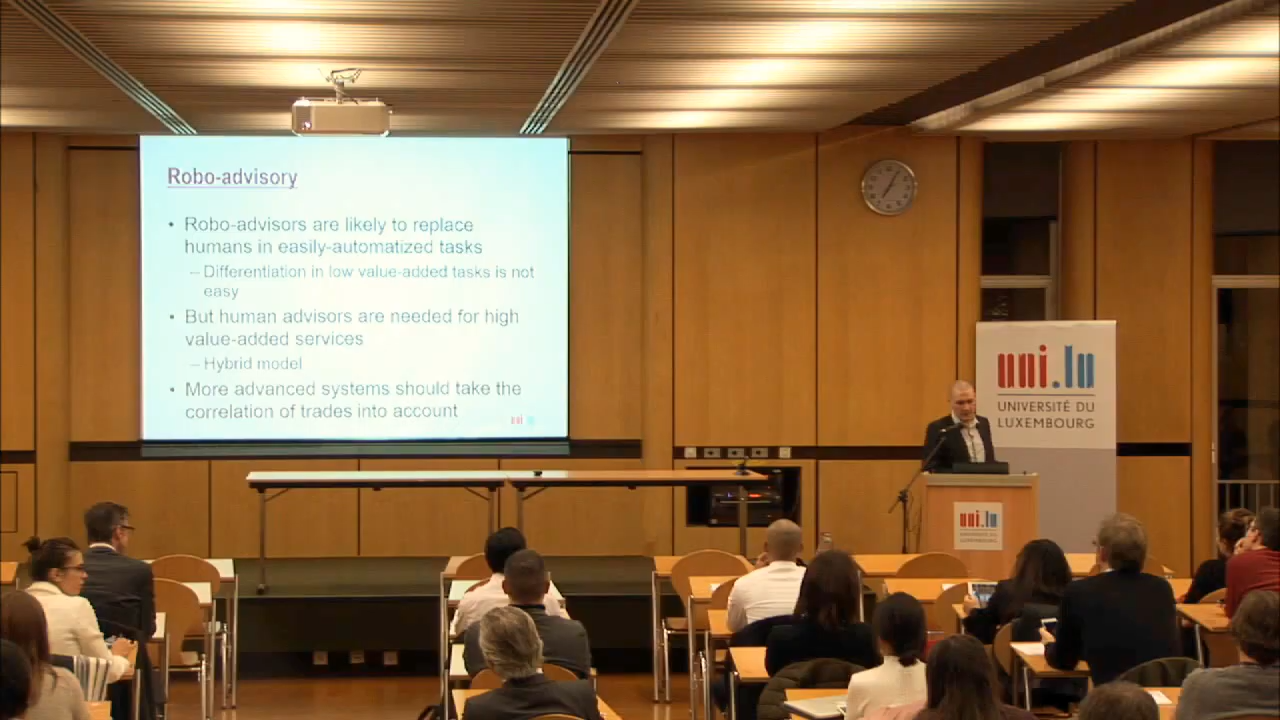 Robo-advisory
• Robo-advisors are likely to replace
humans in easily-automatized tasks
– Differentiation in low value-added tasks is not
easy
• But human advisors are needed for high
value-added services
– Hybrid model
• More advanced systems should take the
correlation of trades into account
uni.lu
uni.lu
UNIVERSITÉ DU
LUXEMBOURG
uni.lu